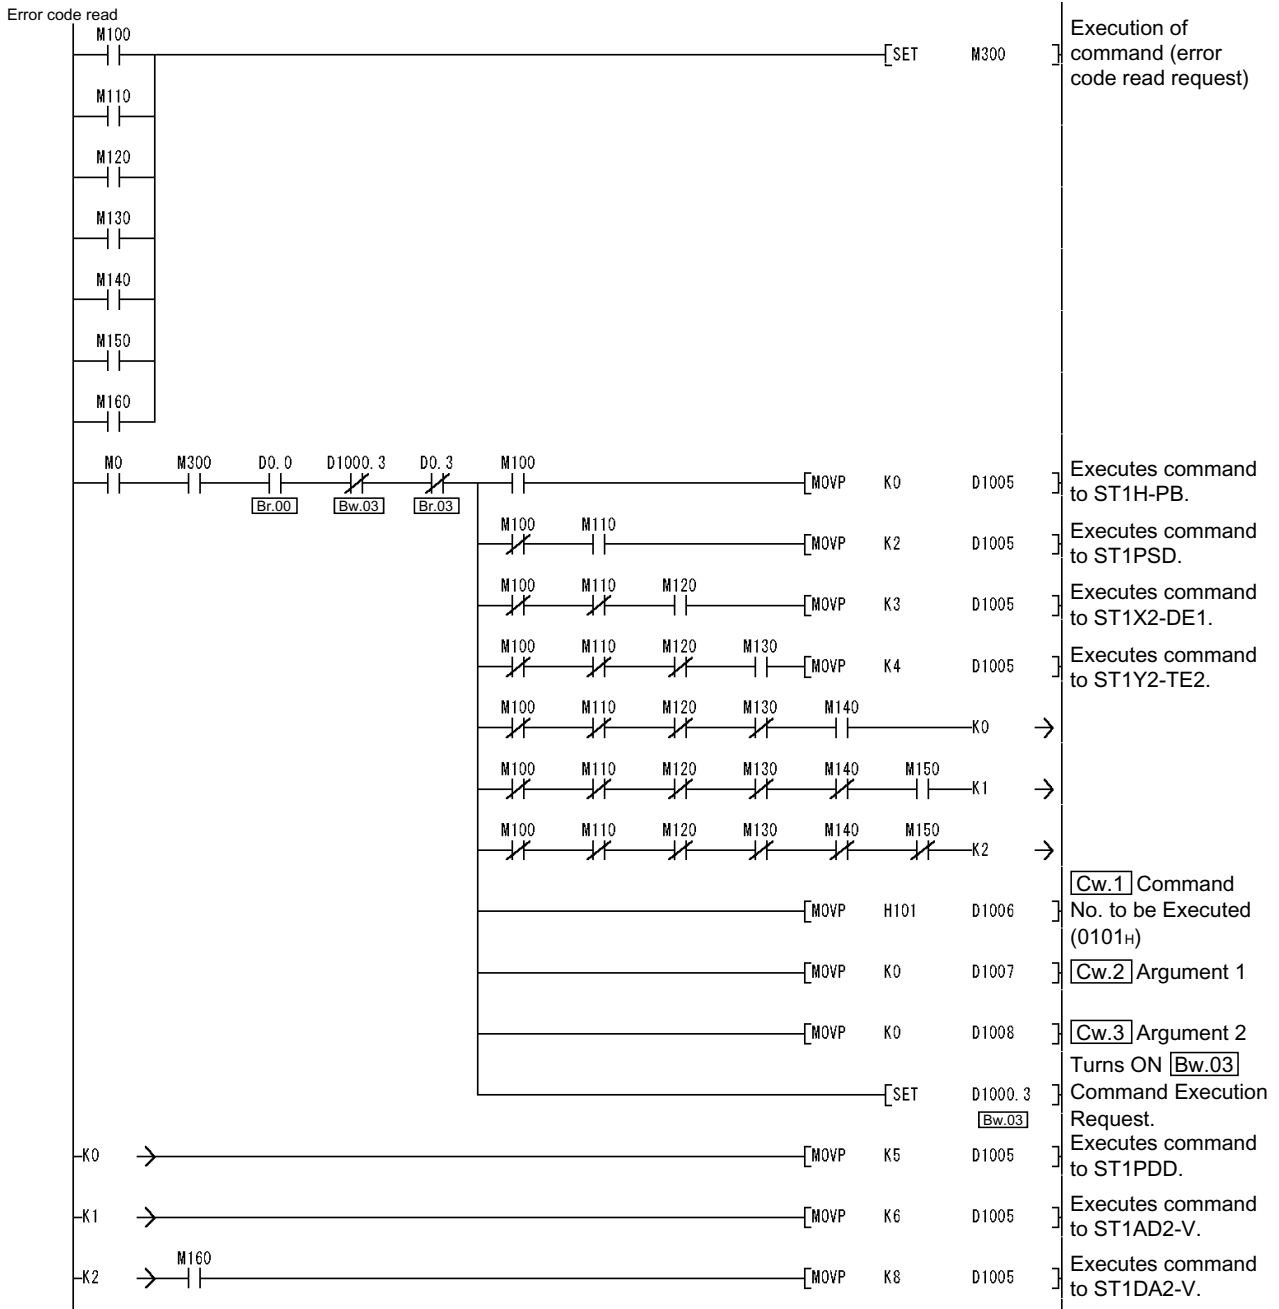 Error code read
M100
SET M300
Execution of
command (error
code read request)
M110
M120
M130
M140
M150
M160
M0 M300 D0.0 D1000.3 D0.3 M100
Br.00 Bw.03 Br.03
MOVP K0 D1005
Executes command
to ST1H-PB.
M100 M110
MOVP K2 D1005
Executes command
to ST1PSD.
M100 M110 M120
MOVP K3 D1005
Executes command
to ST1X2-DE1.
M100 M110 M120 M130
MOVP K4 D1005
Executes command
to ST1Y2-TE2.
M100 M110 M120 M130 M140
K0
M100 M110 M120 M130 M140 M150
K1
M100 M110 M120 M130 M140 M150
K2
MOVP H101 D1006
Cw.1 Command
No. to be Executed
(0101H)
MOVP K0 D1007
Cw.2 Argument 1
MOVP K0 D1008
Cw.3 Argument 2
SET D1000.3
Bw.03
Turns ON Bw.03
Command Execution
Request.
K0
MOVP K5 D1005
Executes command
to ST1PDD.
K1
MOVP K6 D1005
Executes command
to ST1AD2-V.
K2 M160
MOVP K8 D1005
Executes command
to ST1DA2-V.